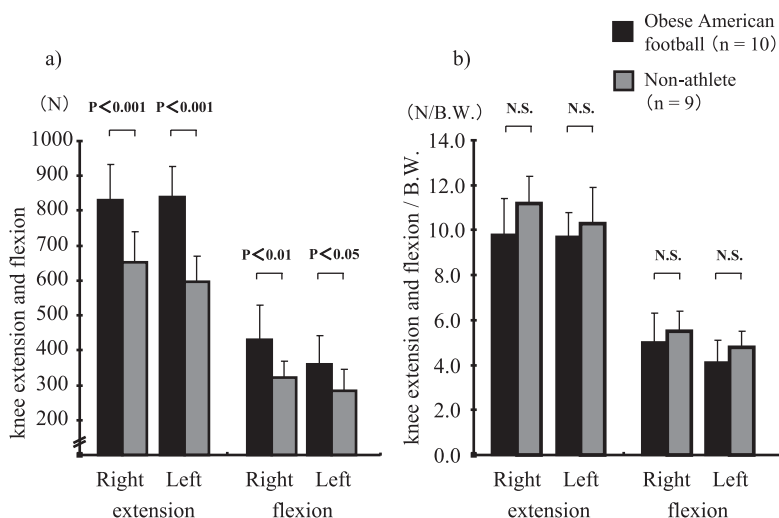 Obese American
football (n = 10)
Non-athlete
(n = 9)
a)
(N)
P<0.001 P<0.001
P<0.01 P<0.05
1000
900
800
700
600
500
400
300
200
knee extension and flexion
Right Left Right Left
extension flexion
b)
(N/B.W.)
N.S. N.S.
N.S. N.S.
14.0
12.0
10.0
8.0
6.0
4.0
2.0
0.0
knee extension and flexion / B.W.
Right Left Right Left
extension flexion